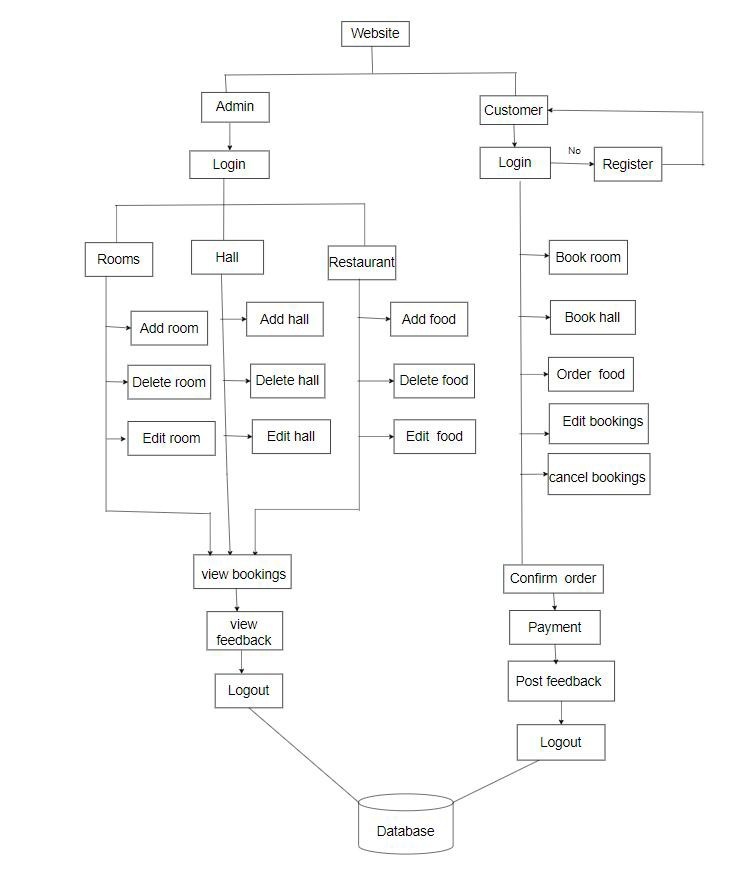 Website
Admin
Customer
Login
Login
No
Register
Rooms
Hall
Restaurant
Book room
Add room
Add hall
Add food
Book hall
Delete room
Delete hall
Delete food
Order food
Edit room
Edit hall
Edit food
Edit bookings
cancel bookings
view bookings
Confirm order
view
feedback
Payment
Logout
Post feedback
Logout
Database